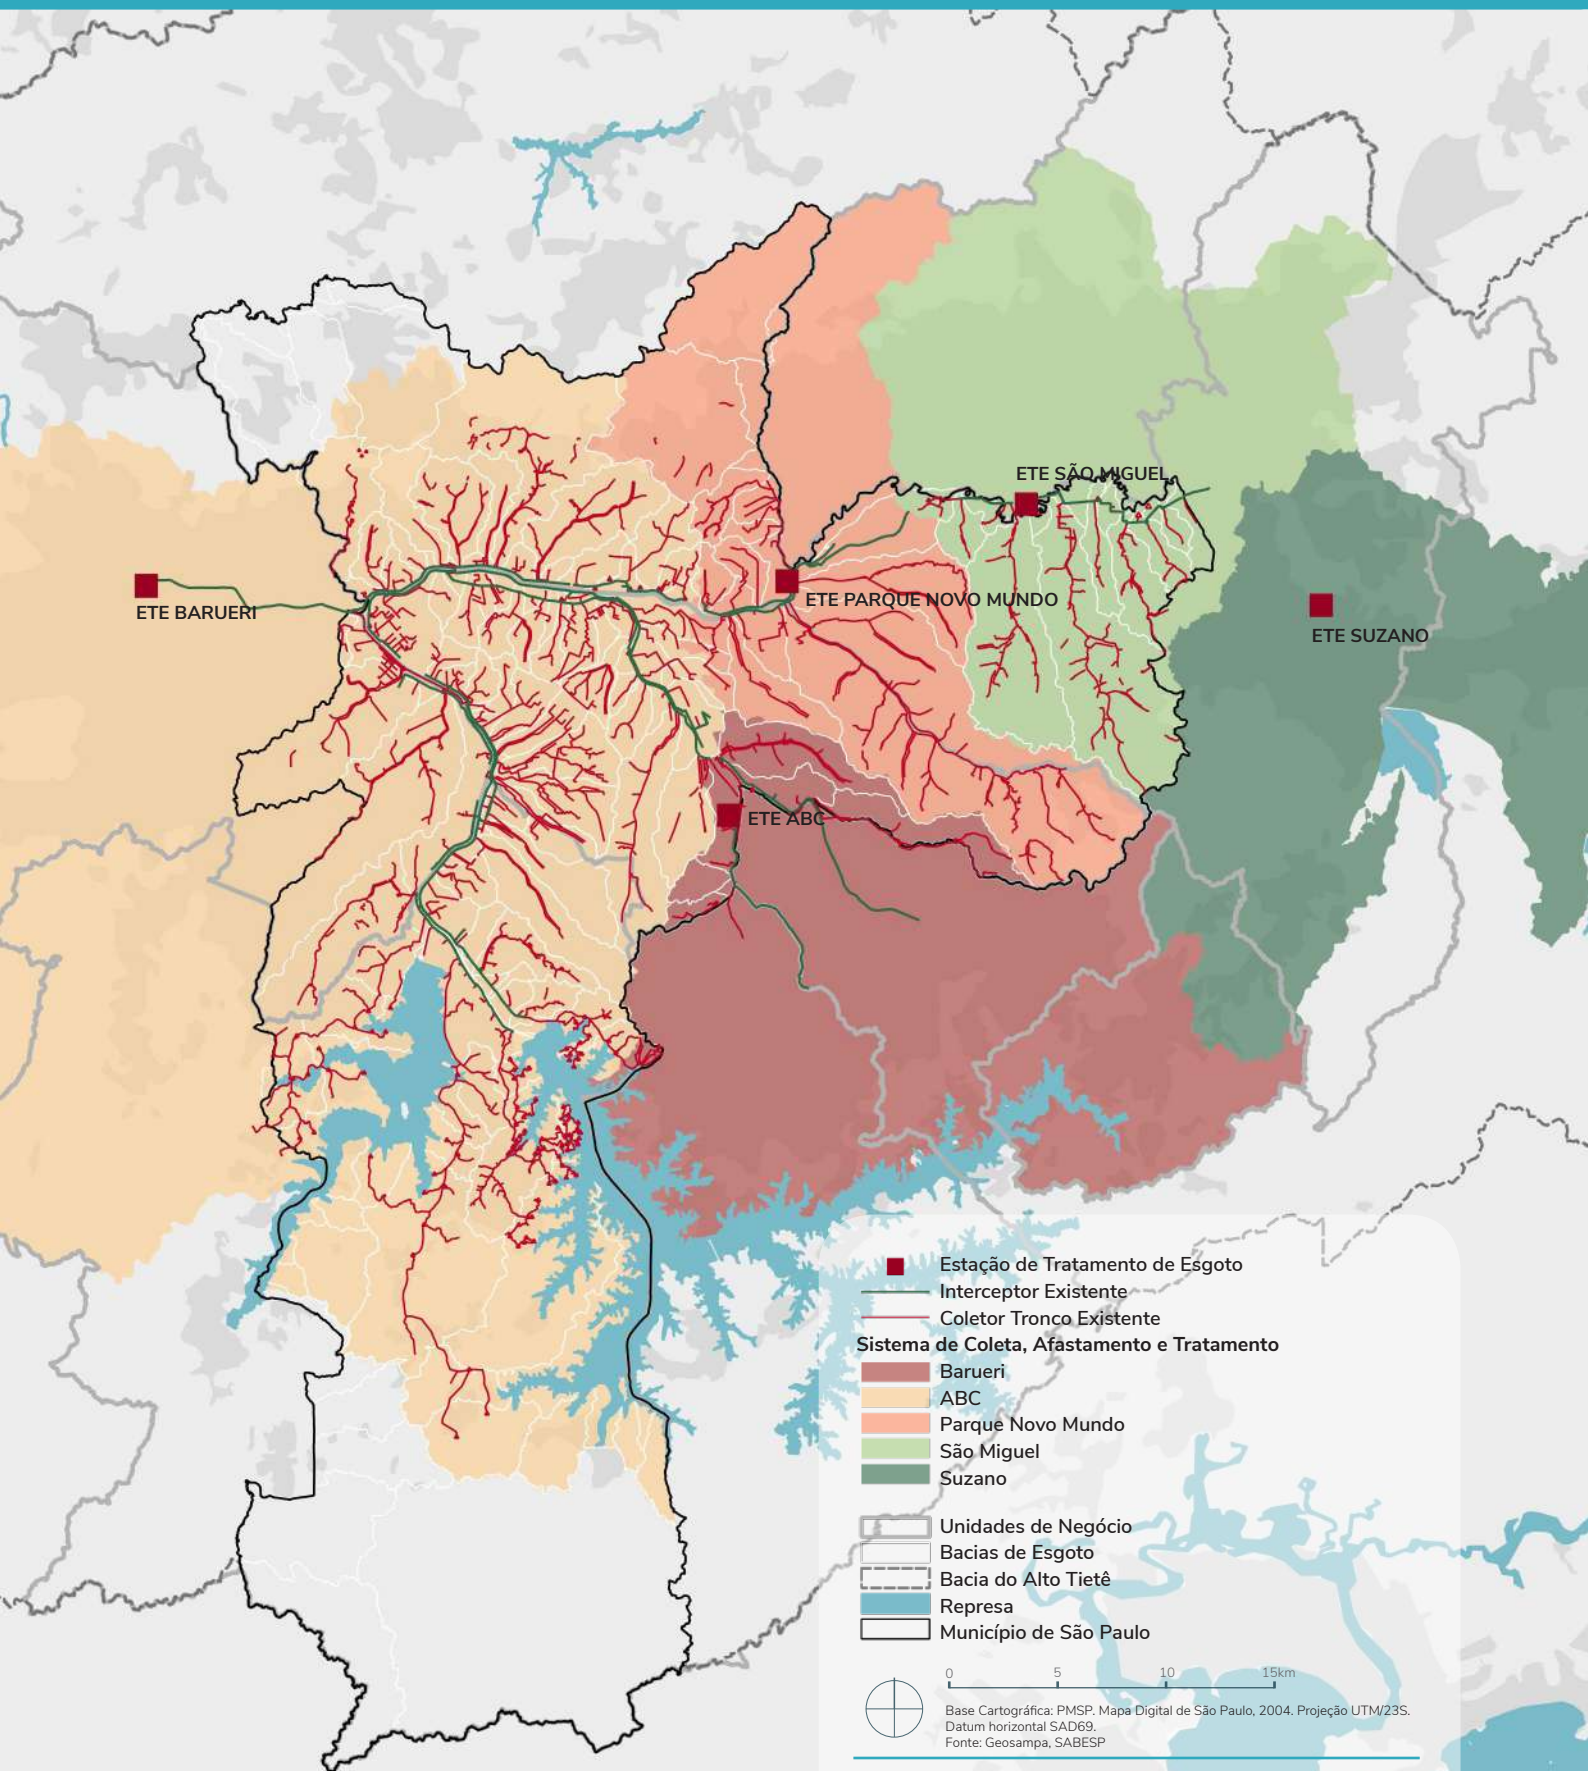 ETE SÃO MIGUEL
ETE BARUERI
ETE PARQUE NOVO MUNDO
ETE SUZANO
ETE ABC
Estação de Tratamento de Esgoto
Interceptor Existente
Coletor Tronco Existente
Sistema de Coleta, Afastamento e Tratamento
Barueri
ABC
Parque Novo Mundo
São Miguel
Suzano
Unidades de Negócio
Bacias de Esgoto
Bacia do Alto Tietê
Represa
Município de São Paulo
0 5 10 15km
Base Cartográfica: PMSP. Mapa Digital de São Paulo, 2004. Projeção UTM/23S.
Datum horizontal SAD69.
Fonte: Geosampa, SABESP